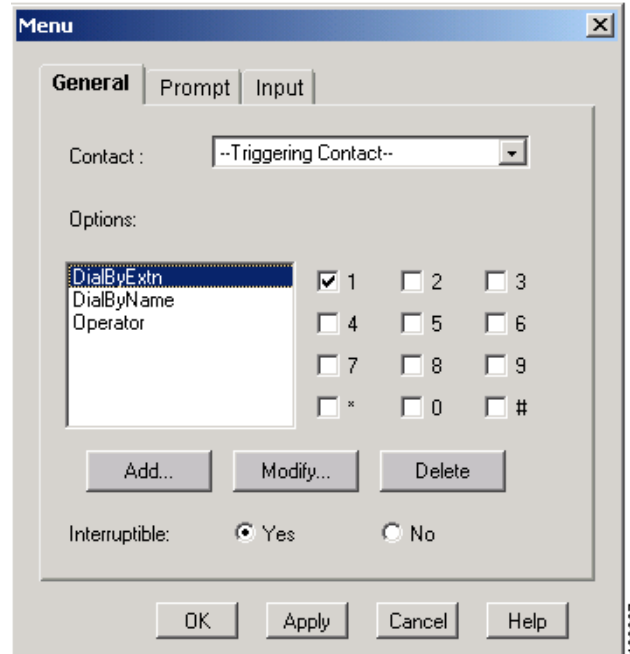 Menu
General Prompt Input
Contact : --Triggering Contact--
Options:
DialByExtn
DialByName
Operator
1 2 3
4 5 6
7 8 9
* 0 #
Add... Modify... Delete
Interruptible: Yes No
OK Apply Cancel Help